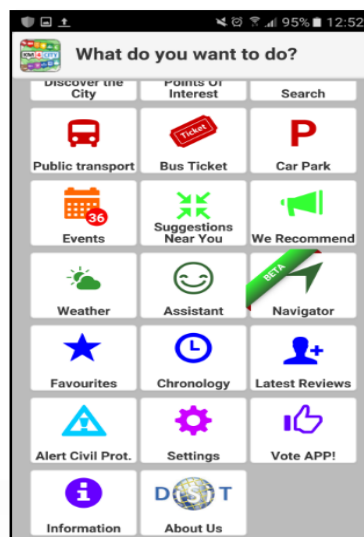 95% 12:52
What do you want to do?
Discover the
City
Points Of
Interest
Search
Public transport
Ticket
Bus Ticket
P
Car Park
36
Events
Suggestions
Near You
We Recommend
Weather
Assistant
BETA
Navigator
Favourites
Chronology
Latest Reviews
Alert Civil Prot.
Settings
Vote APP!
i
Information
DISIT
About Us